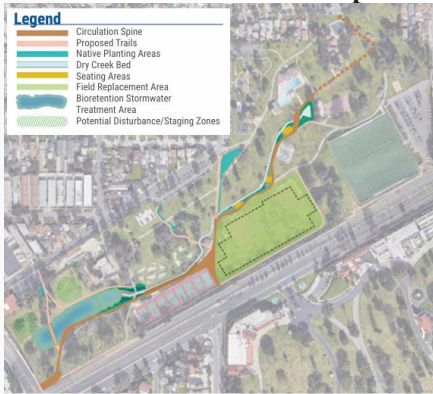 Legend
Circulation Spine
Proposed Trails
Native Planting Areas
Dry Creek Bed
Seating Areas
Field Replacement Area
Bioretention Stormwater
Treatment Area
Potential Disturbance/Staging Zones